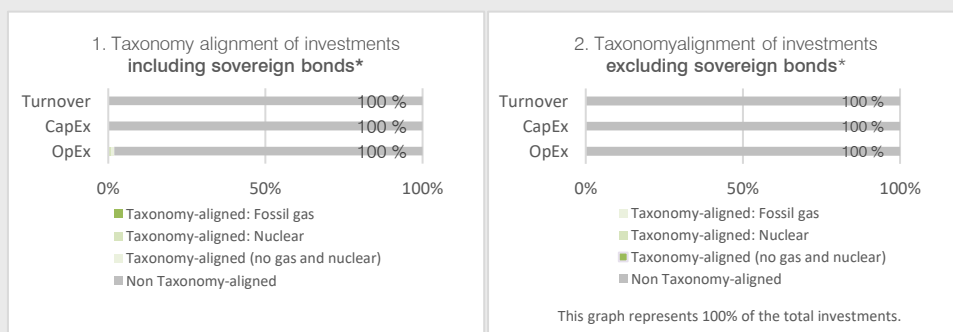 1. Taxonomy alignment of investments
including sovereign bonds*
Turnover 100 %
CapEx 100 %
OpEx 100 %
0% 50% 100%
Taxonomy-aligned: Fossil gas
Taxonomy-aligned: Nuclear
Taxonomy-aligned (no gas and nuclear)
Non Taxonomy-aligned
2. Taxonomyalignment of investments
excluding sovereign bonds*
Turnover 100 %
CapEx 100 %
OpEx 100 %
0% 50% 100%
Taxonomy-aligned: Fossil gas
Taxonomy-aligned: Nuclear
Taxonomy-aligned (no gas and nuclear)
Non Taxonomy-aligned
This graph represents 100% of the total investments.